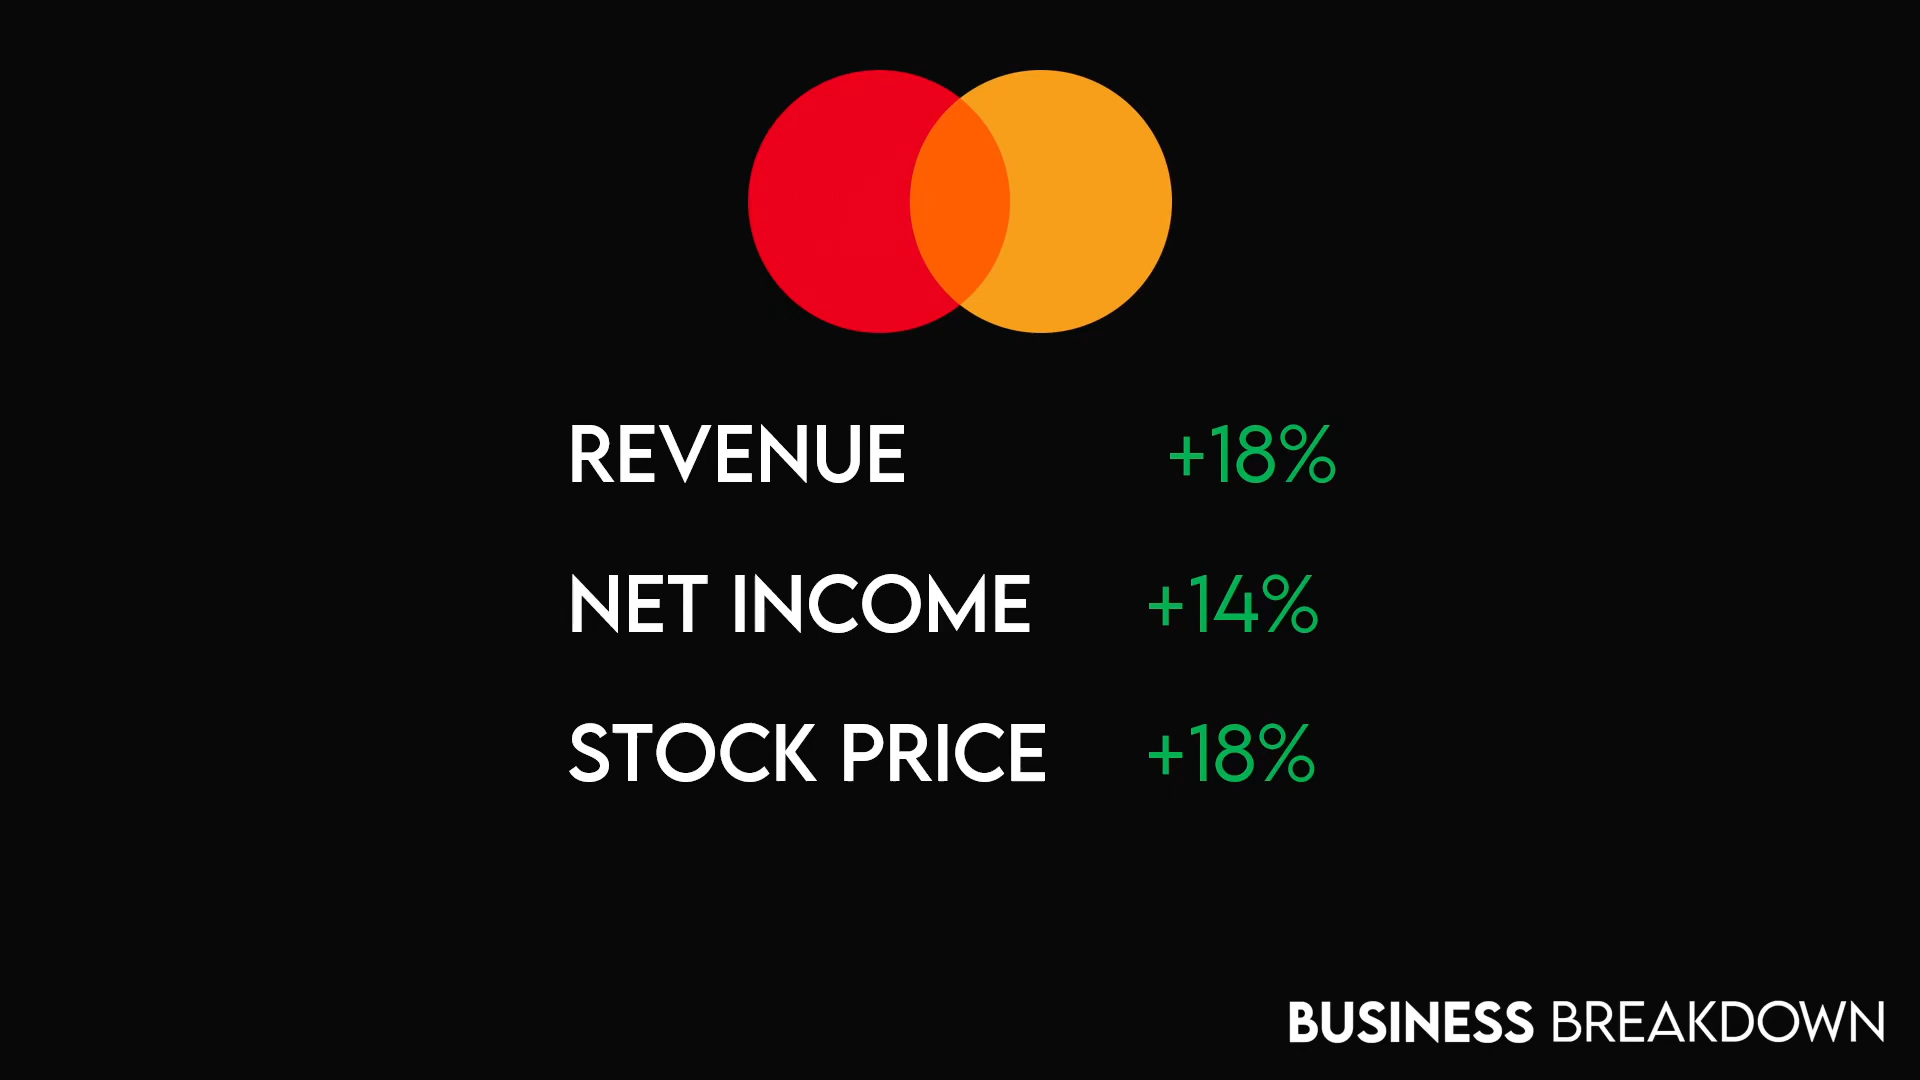 REVENUE +18%
NET INCOME +14%
STOCK PRICE +18%
BUSINESS BREAKDOWN